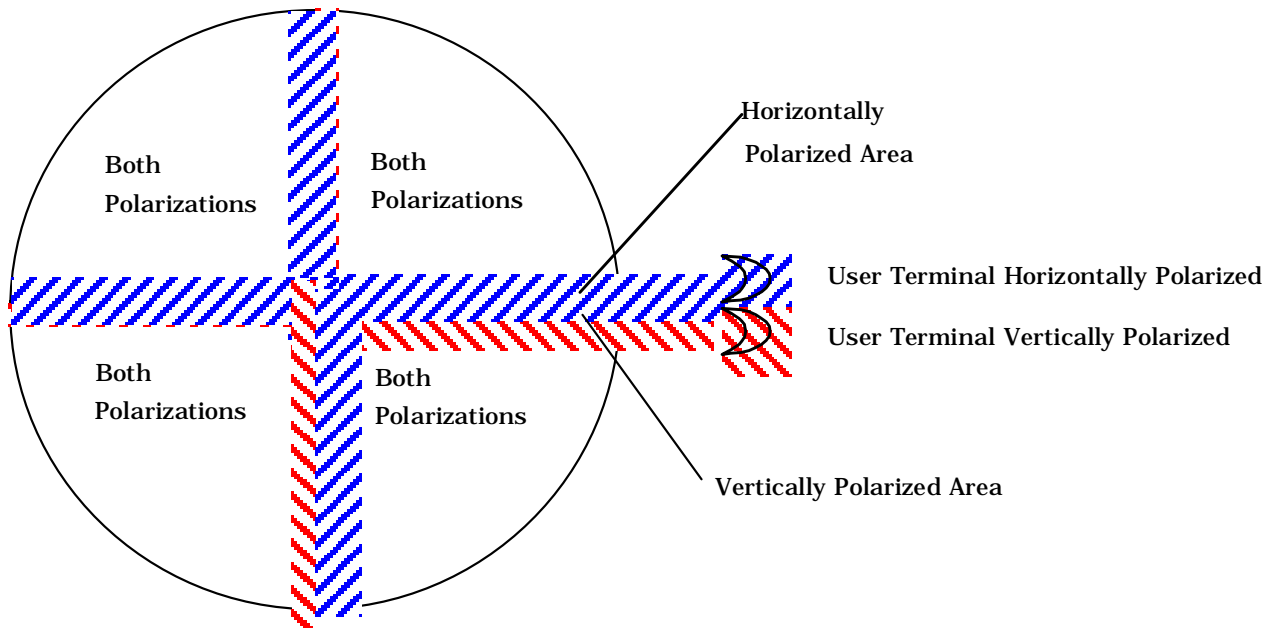 Horizontally
Polarized Area
Both
Polarizations
Both
Polarizations
User Terminal Horizontally Polarized
User Terminal Vertically Polarized
Both
Polarizations
Both
Polarizations
Vertically Polarized Area